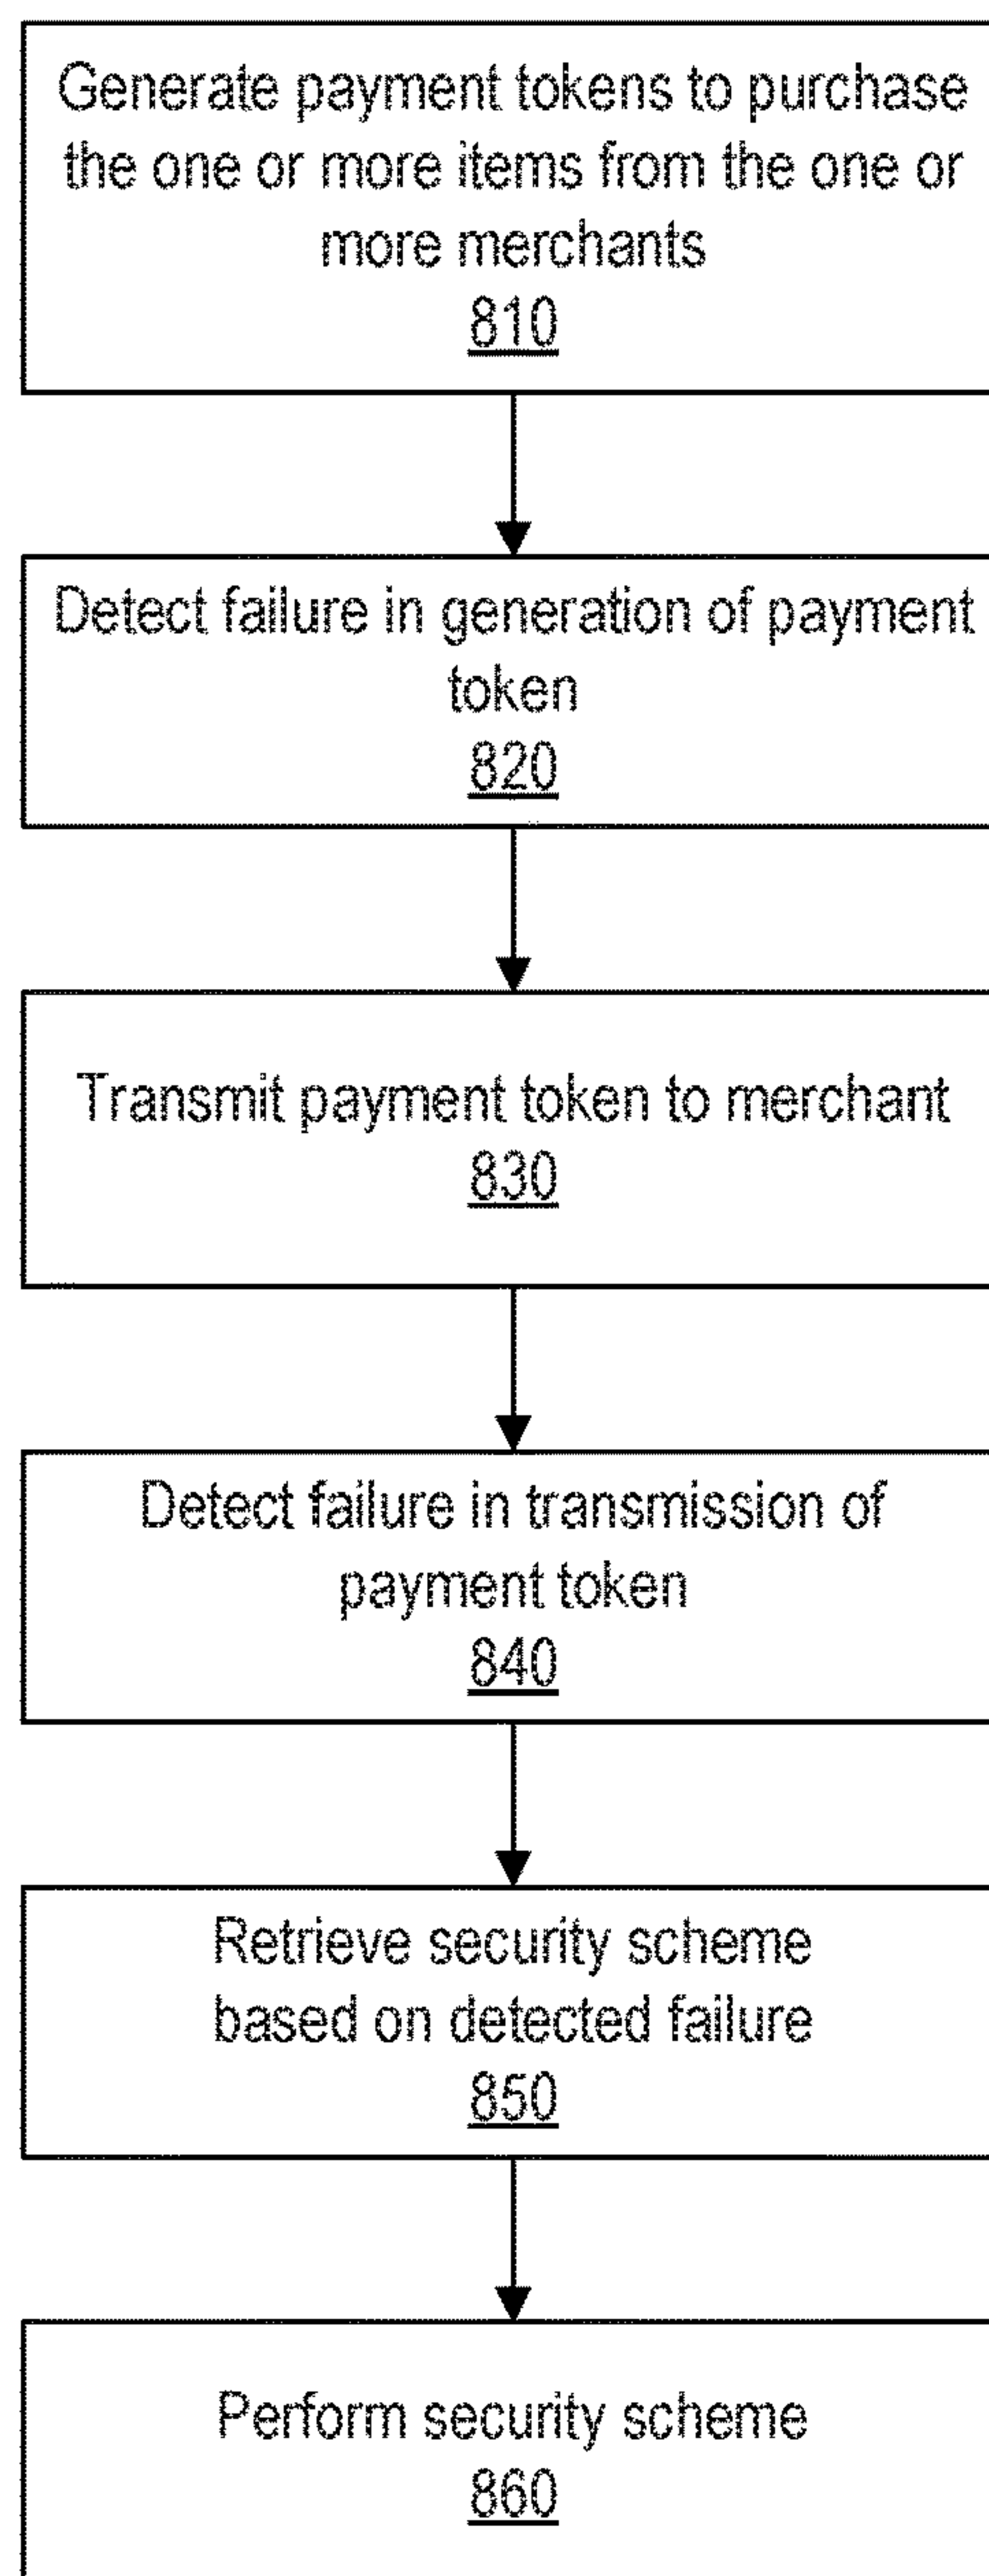 Generate payment tokens to purchase
the one or more items from the one or
more merchants
810
Detect failure in generation of payment
token
820
Transmit payment token to merchant
830
Detect failure in transmission of
payment token
840
Retrieve security scheme
based on detected failure
850
Perform security scheme
860